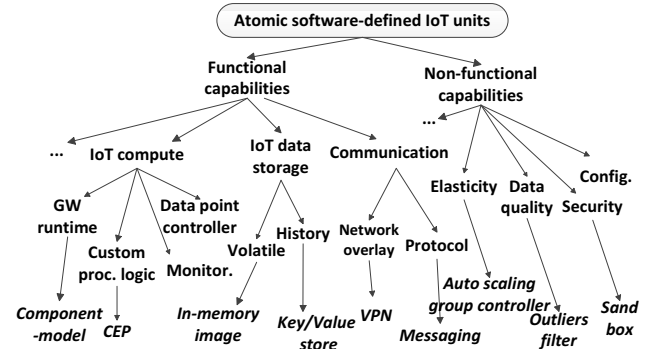 Atomic software-defined IoT units
Functional
capabilities
Non-functional
capabilities
...
...
IoT compute
IoT data
storage
Communication
Elasticity
Data
quality
Security
Config.
GW
runtime
Data point
controller
Custom
proc. logic
Monitor.
Volatile
History
Network
overlay
Protocol
Component
-model
CEP
In-memory
image
Key/Value
store
VPN
Messaging
Auto scaling
group controller
Outliers
filter
Sand
box